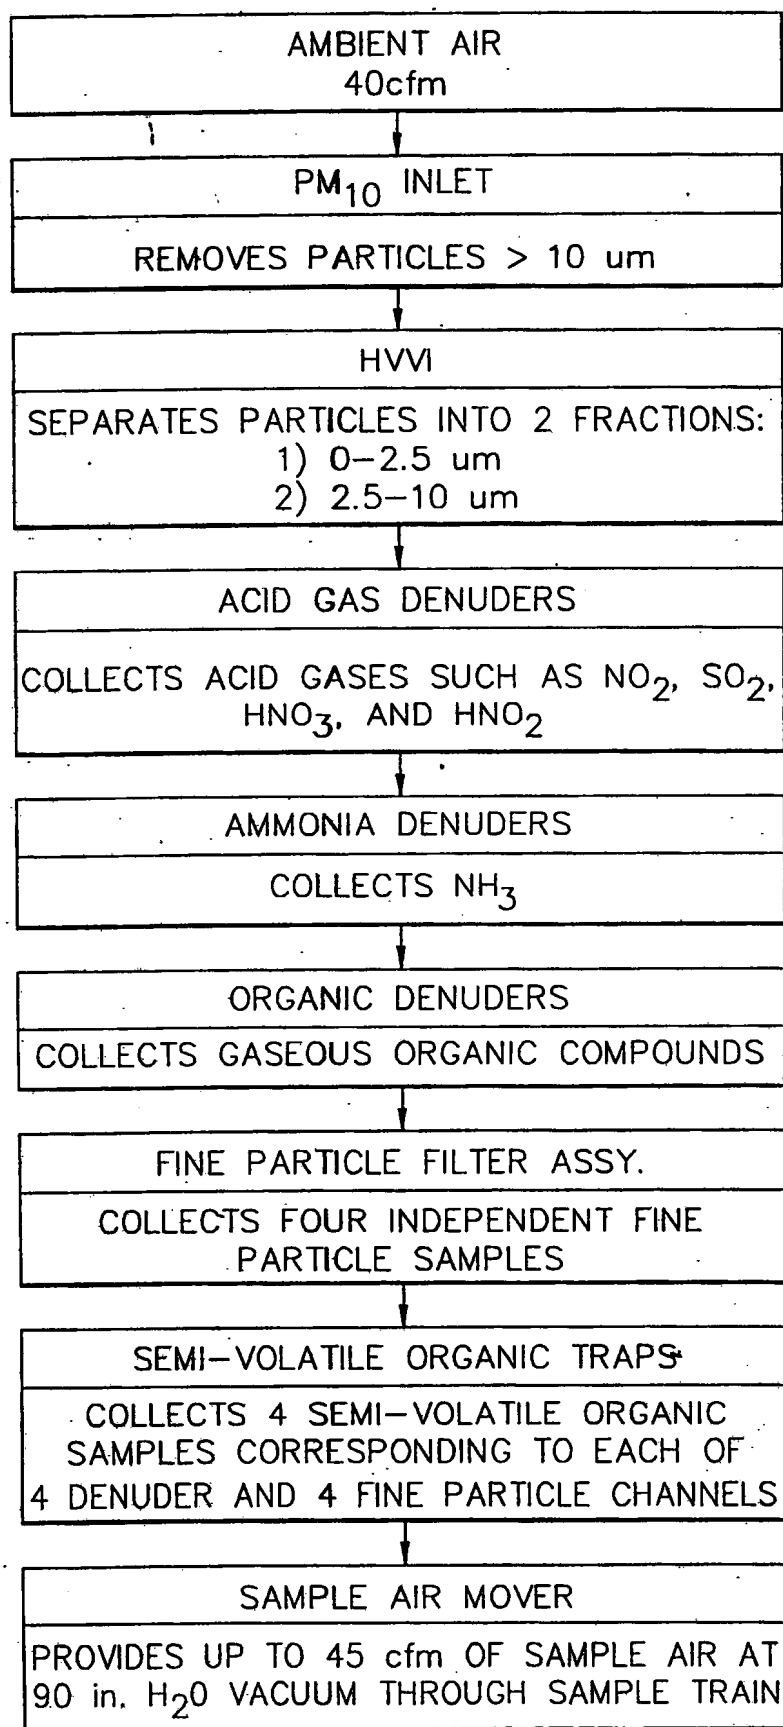 AMBIENT AIR
40cfm
PM10 INLET
REMOVES PARTICLES > 10 um
HVVI
SEPARATES PARTICLES INTO 2 FRACTIONS:
1) 0-2.5 um
2) 2.5-10 um
ACID GAS DENUDERS
COLLECTS ACID GASES SUCH AS NO2, SO2,
HNO3, AND HNO2
AMMONIA DENUDERS
COLLECTS NH3
ORGANIC DENUDERS
COLLECTS GASEOUS ORGANIC COMPOUNDS
FINE PARTICLE FILTER ASSY.
COLLECTS FOUR INDEPENDENT FINE
PARTICLE SAMPLES
SEMI-VOLATILE ORGANIC TRAPS
COLLECTS 4 SEMI-VOLATILE ORGANIC
SAMPLES CORRESPONDING TO EACH OF
4 DENUDER AND 4 FINE PARTICLE CHANNELS
SAMPLE AIR MOVER
PROVIDES UP TO 45 cfm OF SAMPLE AIR AT
90 in. H2O VACUUM THROUGH SAMPLE TRAIN